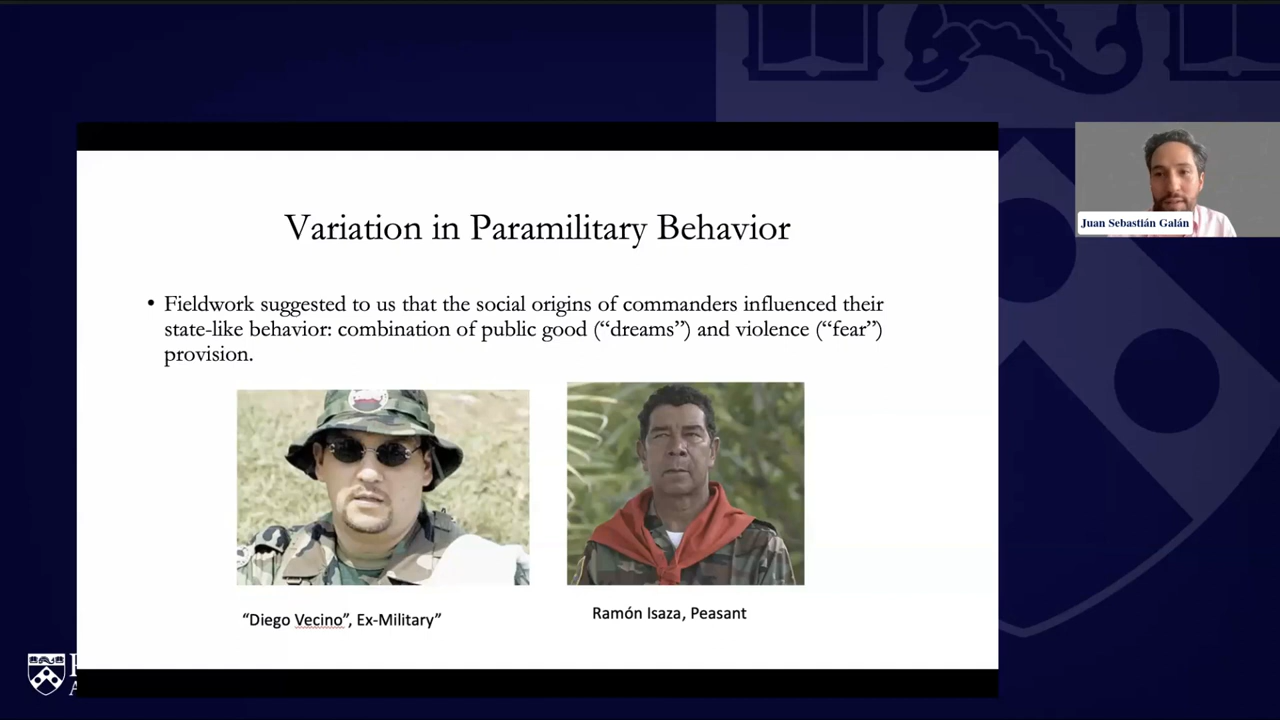 Variation in Paramilitary Behavior
• Fieldwork suggested to us that the social origins of commanders influenced their
state-like behavior: combination of public good (“dreams”) and violence (“fear”)
provision.
“Diego Vecino”, Ex-Military”
Ramón Isaza, Peasant
Juan Sebastián Galán